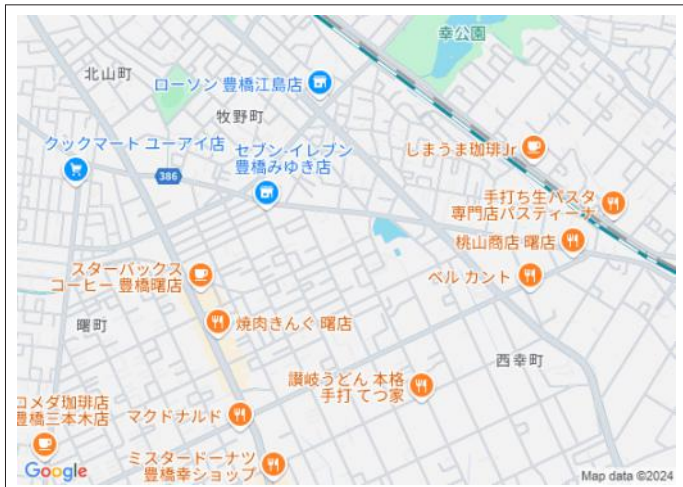 幸公園
北山町
ローソン 豊橋江島店
牧野町
クックマート ユーアイ店
セブン-イレブン
豊橋みゆき店
しまうま珈琲Jr
386
手打ち生パスタ
専門店パスティーナ
桃山商店 曙店
スターバックス
コーヒー 豊橋曙店
ベル カント
曙町
焼肉きんぐ 曙店
西幸町
讃岐うどん 本格
手打 てつ家
コメダ珈琲店
豊橋三本木店
マクドナルド
ミスタードーナツ
豊橋幸ショップ
Google
Map data ©2024